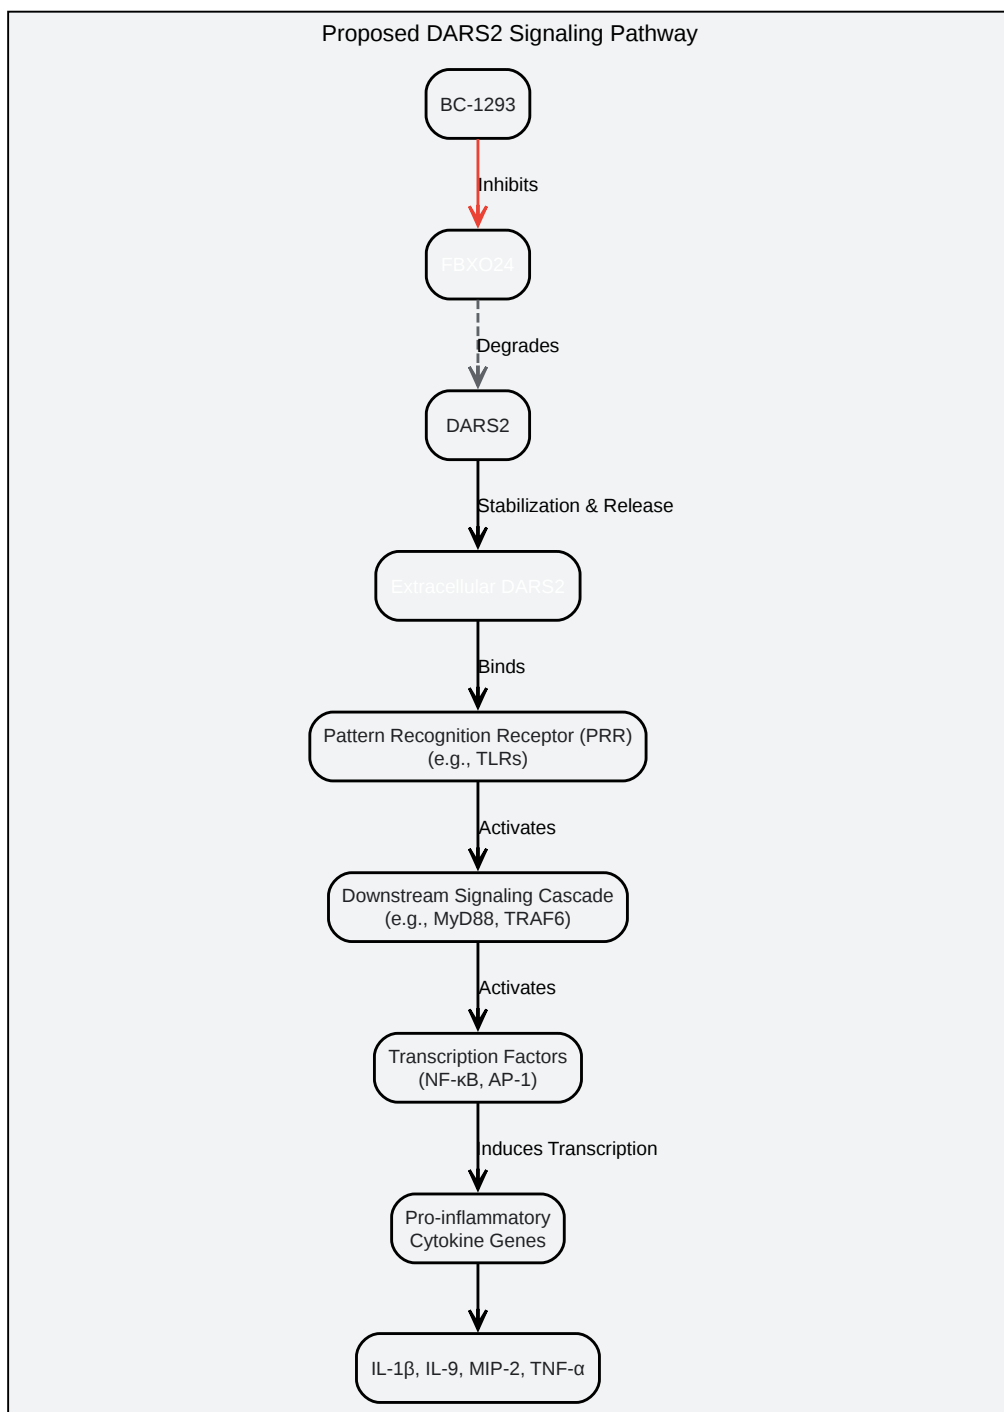 Proposed DARS2 Signaling Pathway
BC-1293
Inhibits
FBXO24
Degrades
DARS2
Stabilization & Release
Extracellular DARS2
Binds
Pattern Recognition Receptor (PRR)
(e.g., TLRs)
Activates
Downstream Signaling Cascade
(e.g., MyD88, TRAF6)
Activates
Transcription Factors
(NF-κB, AP-1)
Induces Transcription
Pro-inflammatory
Cytokine Genes
IL-1β, IL-9, MIP-2, TNF-α